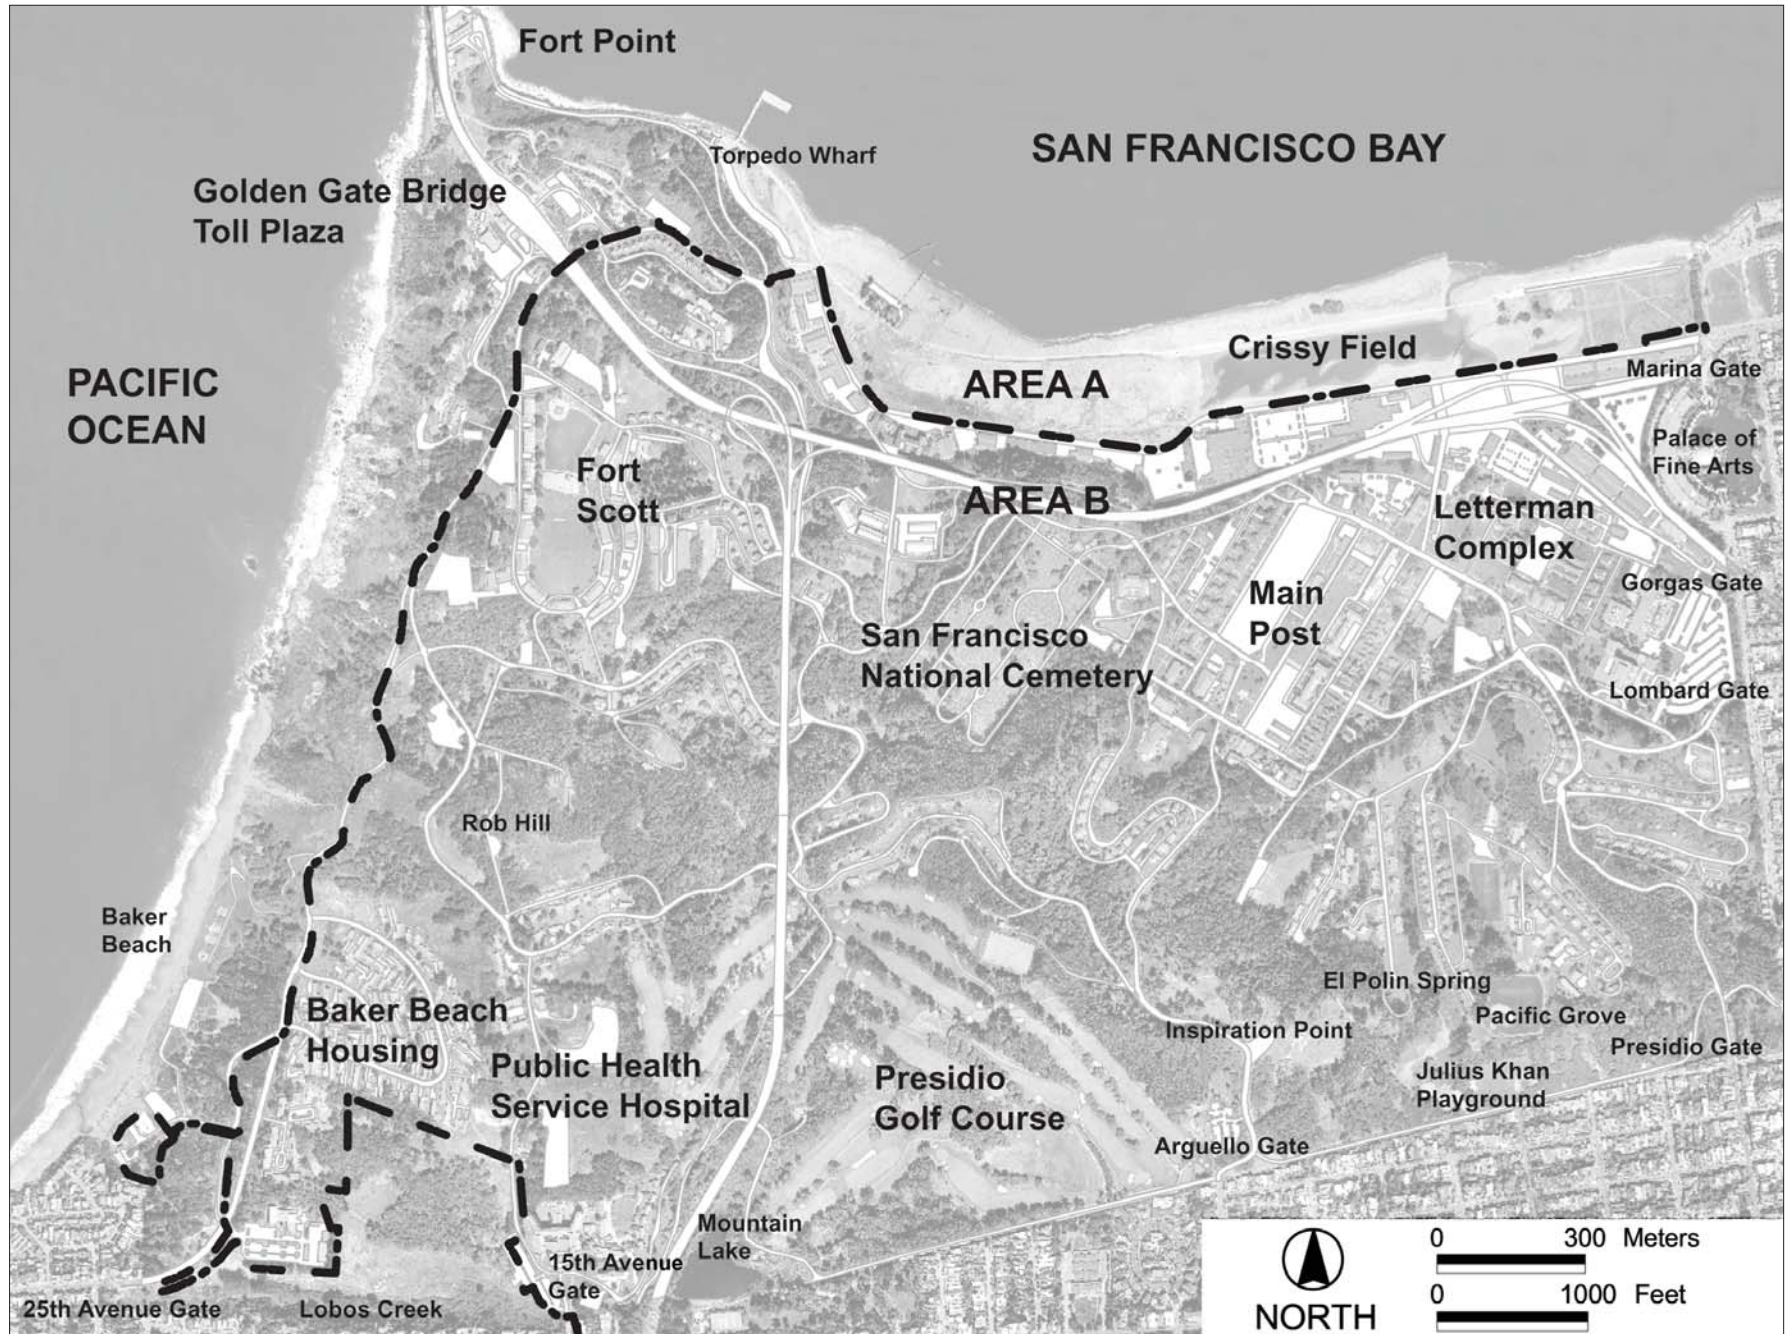 Fort Point
Torpedo Wharf
SAN FRANCISCO BAY
Golden Gate Bridge
Toll Plaza
PACIFIC
OCEAN
Crissy Field
AREA A
Marina Gate
Palace of
Fine Arts
Fort
Scott
AREA B
Letterman
Complex
Gorgas Gate
Main
Post
San Francisco
National Cemetery
Lombard Gate
Rob Hill
Baker
Beach
El Polin Spring
Baker Beach
Housing
Pacific Grove
Inspiration Point
Presidio Gate
Public Health
Service Hospital
Presidio
Golf Course
Julius Khan
Playground
Arguello Gate
Mountain
Lake
15th Avenue
Gate
25th Avenue Gate
Lobos Creek
NORTH
0 300 Meters
0 1000 Feet